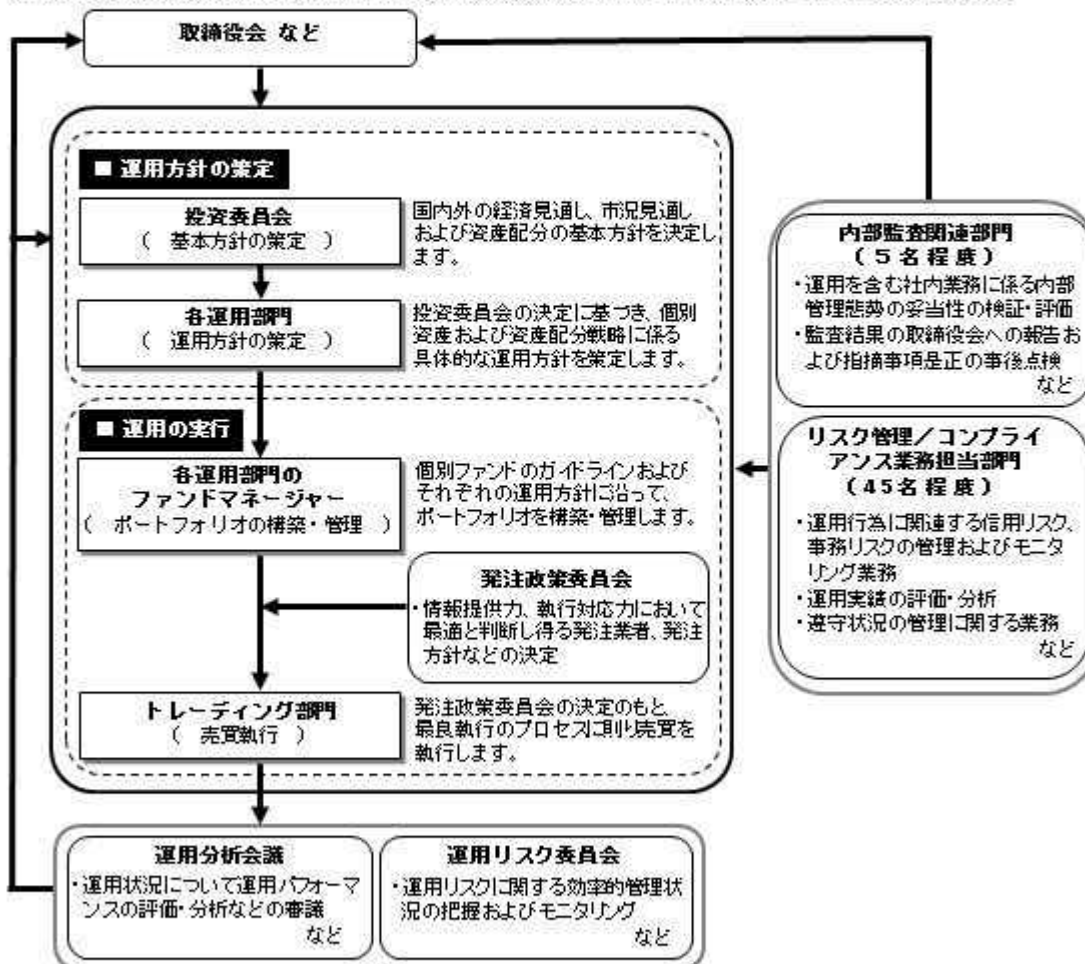 取締役会 など
■ 運用方針の策定
投資委員会
( 基本方針の策定 )
国内外の経済見通し、市況見通し
および資産配分の基本方針を決定し
ます。
各運用部門
( 運用方針の策定 )
投資委員会の決定に基づき、個別
資産および資産配分戦略に係る
具体的な運用方針を策定します。
■ 運用の実行
各運用部門の
ファンドマネージャー
( ポートフォリオの構築・管理 )
個別ファンドのガイドラインおよび
それぞれの運用方針に沿って、
ポートフォリオを構築・管理します。
発注政策委員会
・情報提供力、執行対応力において
最適と判断し得る発注業者、発注
方針などの決定
トレーディング部門
( 売買執行 )
発注政策委員会の決定のもと
最良執行のプロセスに則り売買を
執行します。
内部監査関連部門
(5名程度)
・運用を含む社内業務に係る内部
管理態勢の妥当性の検証・評価
・監査結果の取締役会への報告お
よび指摘事項是正の事後点検
など
リスク管理/コンプライ
アンス業務担当部門
(45名程度)
・運用行為に関連する信用リスク、
事務リスクの管理およびモニタ
リング業務
・運用実績の評価・分析
・遵守状況の管理に関する業務
など
運用分析会議
・運用状況について運用パフォーマ
ンスの評価・分析などの審議
など
運用リスク委員会
・運用リスクに関する効率的管理状
況の把握およびモニタリング
など